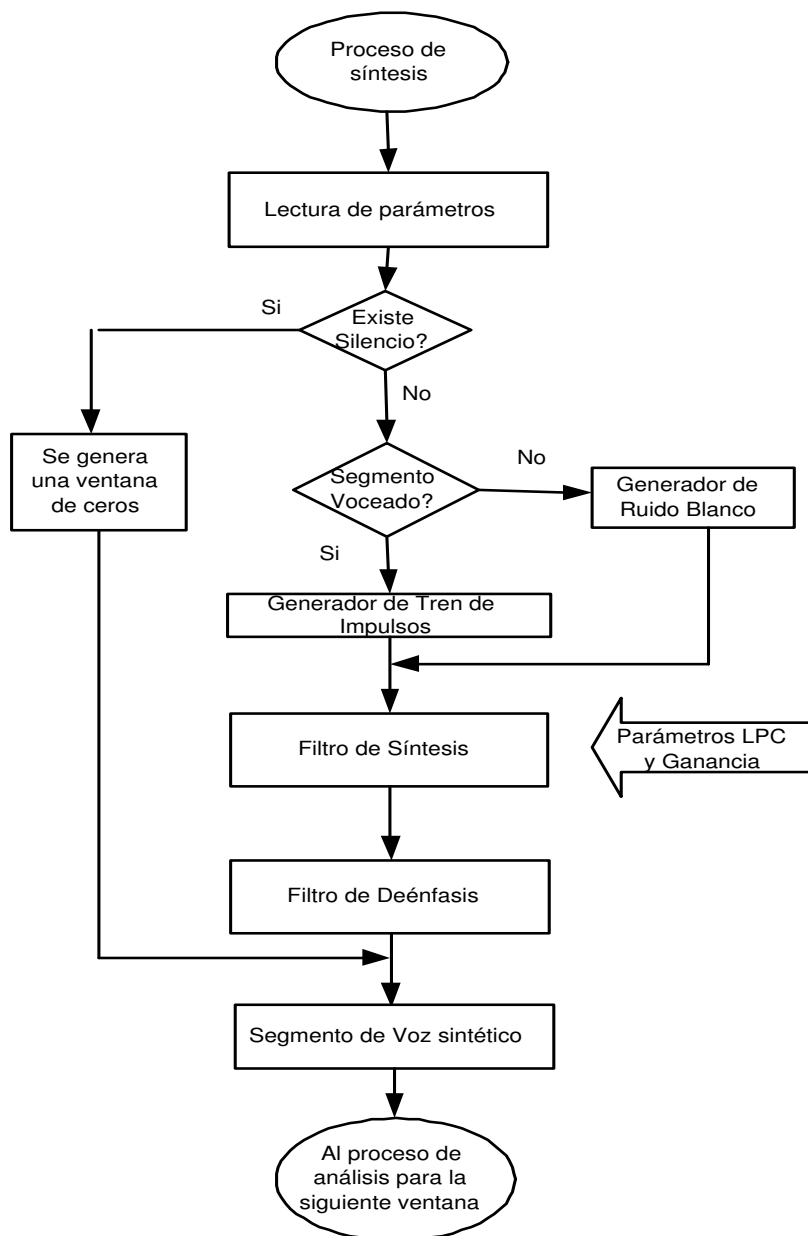 Proceso de
síntesis
Lectura de parámetros
Si
Existe
Silencio?
No
Se genera
una ventana
de ceros
Segmento
Voceado?
No
Generador de
Ruido Blanco
Si
Generador de Tren de
Impulsos
Filtro de Síntesis
Parámetros LPC
y Ganancia
Filtro de Deénfasis
Segmento de Voz sintético
Al proceso de
análisis para la
siguiente ventana